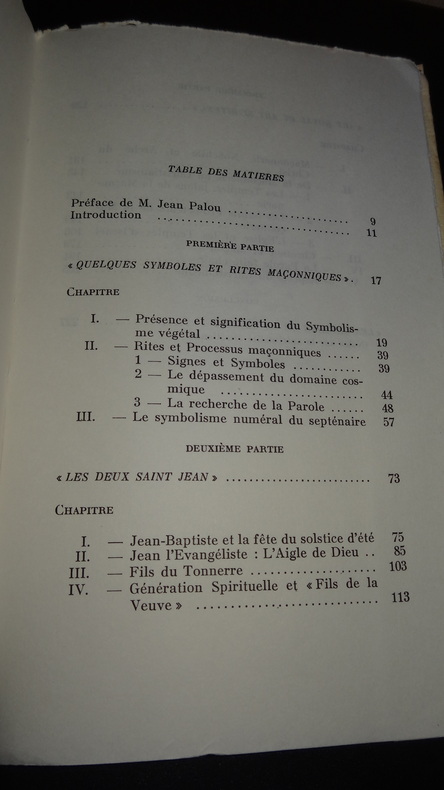 TABLE DES MATIERES
Préface de M. Jean Palou ..................... 9
Introduction ................................. 11
PREMIÈRE PARTIE
« QUELQUES SYMBOLES ET RITES MAÇONNIQUES ». 17
CHAPITRE
I. — Présence et signification du Symbolis-
me végétal .......................... 19
II. — Rites et Processus maçonniques ...... 39
1 — Signes et Symboles ............ 39
2 — Le dépassement du domaine cos-
mique ......................... 44
3 — La recherche de la Parole ...... 48
III. — Le symbolisme numéral du septénaire 57
DEUXIÈME PARTIE
« LES DEUX SAINT JEAN » ......................... 73
CHAPITRE
I. — Jean-Baptiste et la fête du solstice d'été 75
II. — Jean l'Evangéliste : L'Aigle de Dieu .. 85
III. — Fils du Tonnerre .................... 103
IV. — Génération Spirituelle et « Fils de la
Veuve » ............................. 113